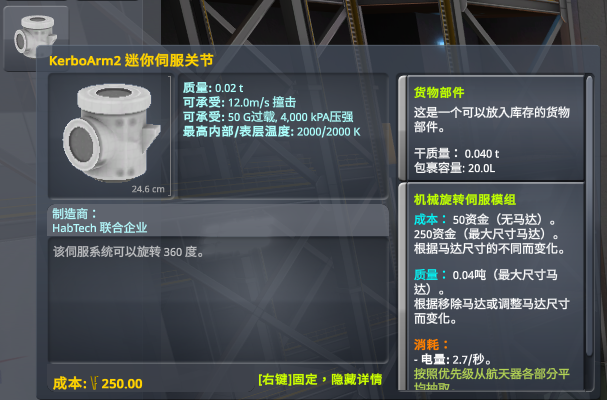 KerboArm2 迷你伺服关节
质量: 0.02 t
可承受: 12.0m/s 撞击
可承受: 50 G过载, 4,000 kPA压强
最高内部/表层温度: 2000/2000 K
24.6 cm
制造商：
HabTech 联合企业
该伺服系统可以旋转 360 度。
成本: 250.00
[右键]固定，隐藏详情
货物部件
这是一个可以放入库存的货物
部件。
干质量： 0.040 t
包裹容量: 20.0L
机械旋转伺服模组
成本： 50资金（无马达）。
250资金（最大尺寸马达）。
根据马达尺寸的不同而变化。
质量： 0.04吨（最大尺寸马
达）。
根据移除马达或调整马达尺寸
而变化。
消耗：
- 电量: 2.7/秒。
按照优先级从航天器各部分平
均抽取